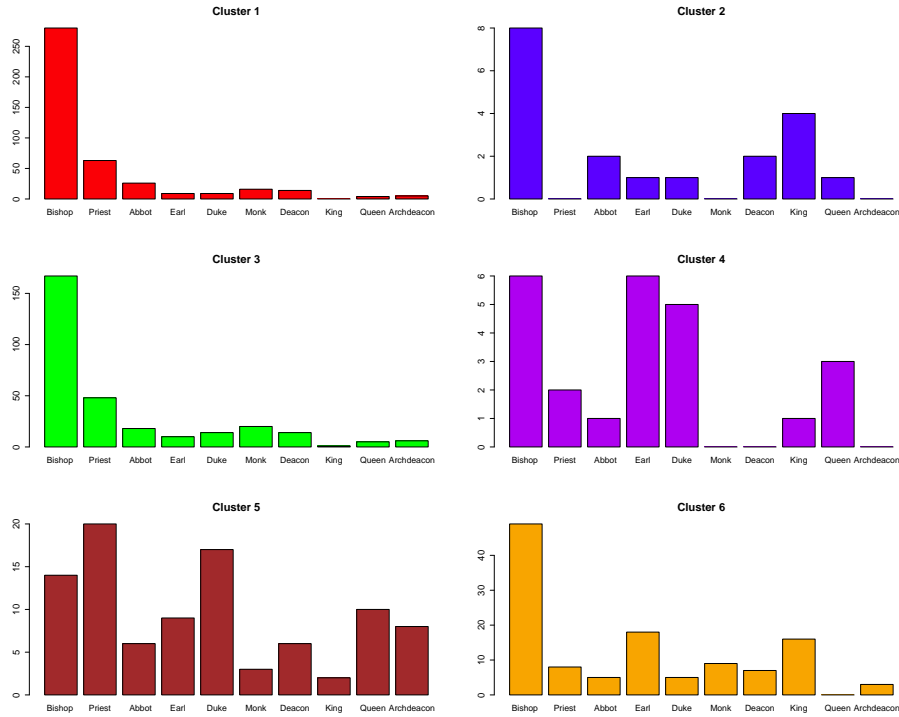 Cluster 1
250
200
150
100
50
0
Bishop Priest Abbot Earl Duke Monk Deacon King Queen Archdeacon
Cluster 2
8
6
4
2
0
Bishop Priest Abbot Earl Duke Monk Deacon King Queen Archdeacon
Cluster 3
150
100
50
0
Bishop Priest Abbot Earl Duke Monk Deacon King Queen Archdeacon
Cluster 4
6
5
4
3
2
1
0
Bishop Priest Abbot Earl Duke Monk Deacon King Queen Archdeacon
Cluster 5
20
15
10
5
0
Bishop Priest Abbot Earl Duke Monk Deacon King Queen Archdeacon
Cluster 6
40
30
20
10
0
Bishop Priest Abbot Earl Duke Monk Deacon King Queen Archdeacon